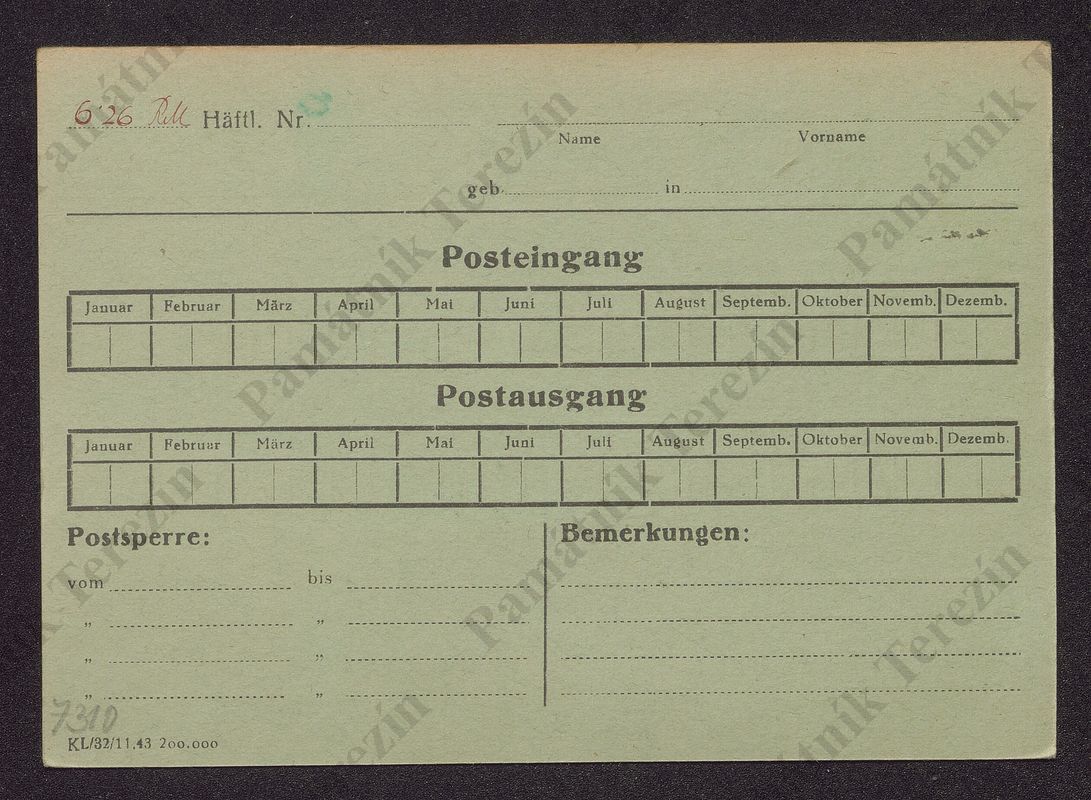 6'26 RM Häftl. Nr.
Name Vorname
geb. in
Posteingang
Januar Februar März April Mai Juni Juli August Septemb. Oktober Novemb. Dezemb.
Postausgang
Januar Februar März April Mai Juni Juli August Septemb. Oktober Novemb. Dezemb.
Postsperre:
vom bis
„ „
„ „
„ „
Bemerkungen:
7310
KL/32/11.43 200.000
Památník Terezín